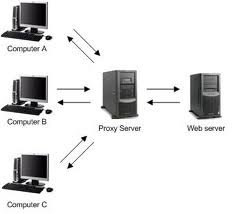 Computer A
Computer B
Proxy Server
Web server
Computer C